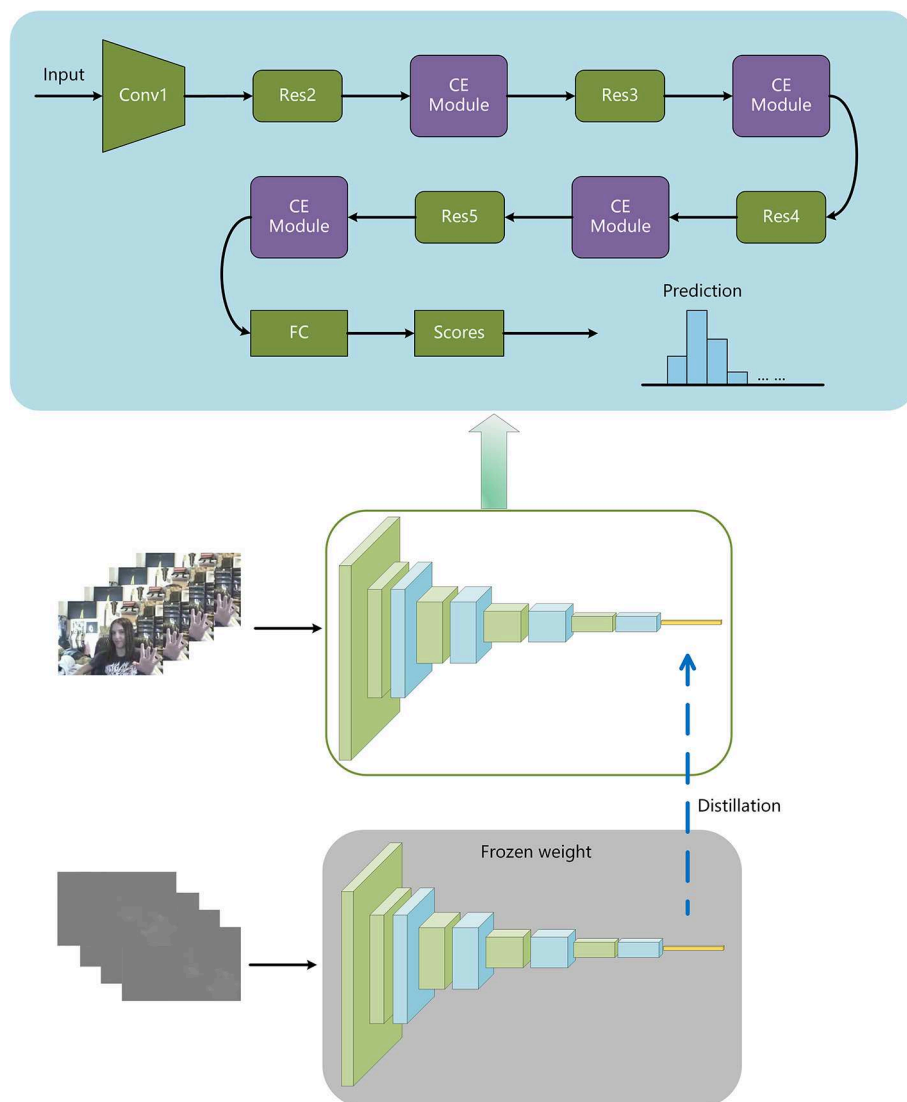 Input
Conv1
Res2
CE
Module
Res3
CE
Module
CE
Module
Res5
CE
Module
Res4
FC
Scores
Prediction
... ...
Distillation
Frozen weight